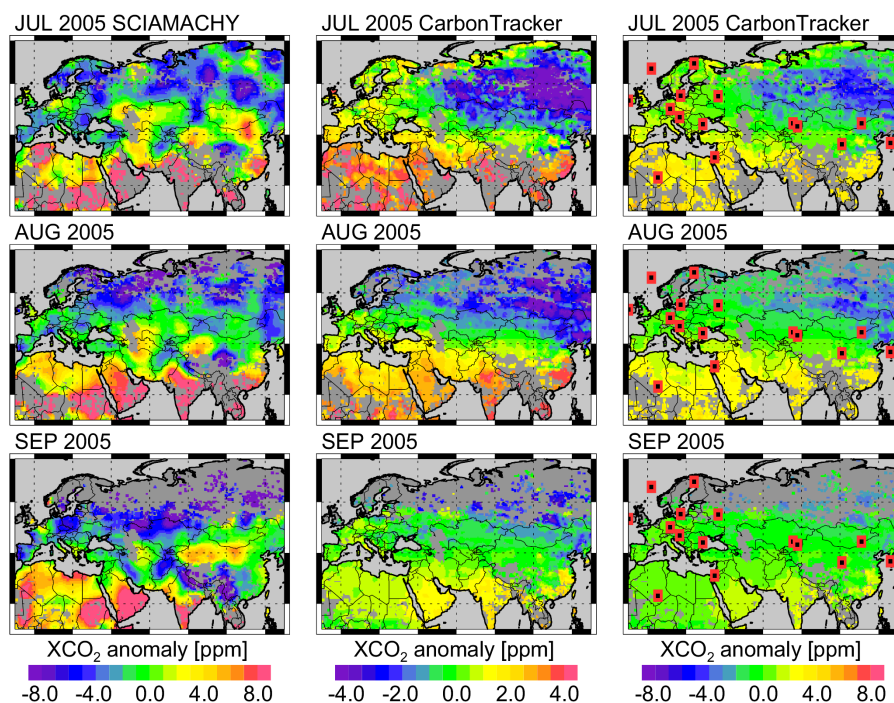 JUL 2005 SCIAMACHY
JUL 2005 CarbonTracker
JUL 2005 CarbonTracker
AUG 2005
AUG 2005
AUG 2005
SEP 2005
SEP 2005
SEP 2005
XCO₂ anomaly [ppm]
XCO₂ anomaly [ppm]
XCO₂ anomaly [ppm]
-8.0 -4.0 0.0 4.0 8.0
-4.0 -2.0 0.0 2.0 4.0
-8.0 -4.0 0.0 4.0 8.0